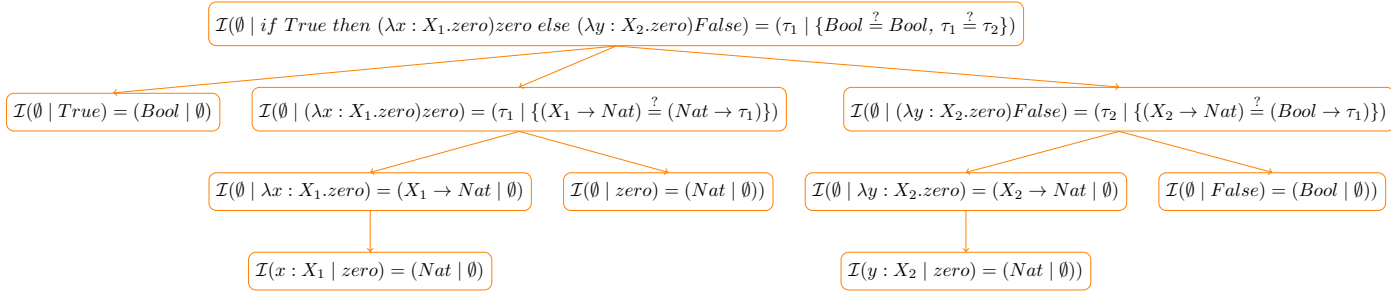 𝓘(∅ | if True then (λx : X₁.zero)zero else (λy : X₂.zero)False) = (τ₁ | {Bool ≟ Bool, τ₁ ≟ τ₂})
𝓘(∅ | True) = (Bool | ∅)
𝓘(∅ | (λx : X₁.zero)zero) = (τ₁ | {(X₁ → Nat) ≟ (Nat → τ₁)})
𝓘(∅ | (λy : X₂.zero)False) = (τ₂ | {(X₂ → Nat) ≟ (Bool → τ₁)})
𝓘(∅ | λx : X₁.zero) = (X₁ → Nat | ∅)
𝓘(∅ | zero) = (Nat | ∅))
𝓘(∅ | λy : X₂.zero) = (X₂ → Nat | ∅)
𝓘(∅ | False) = (Bool | ∅))
𝓘(x : X₁ | zero) = (Nat | ∅)
𝓘(y : X₂ | zero) = (Nat | ∅))